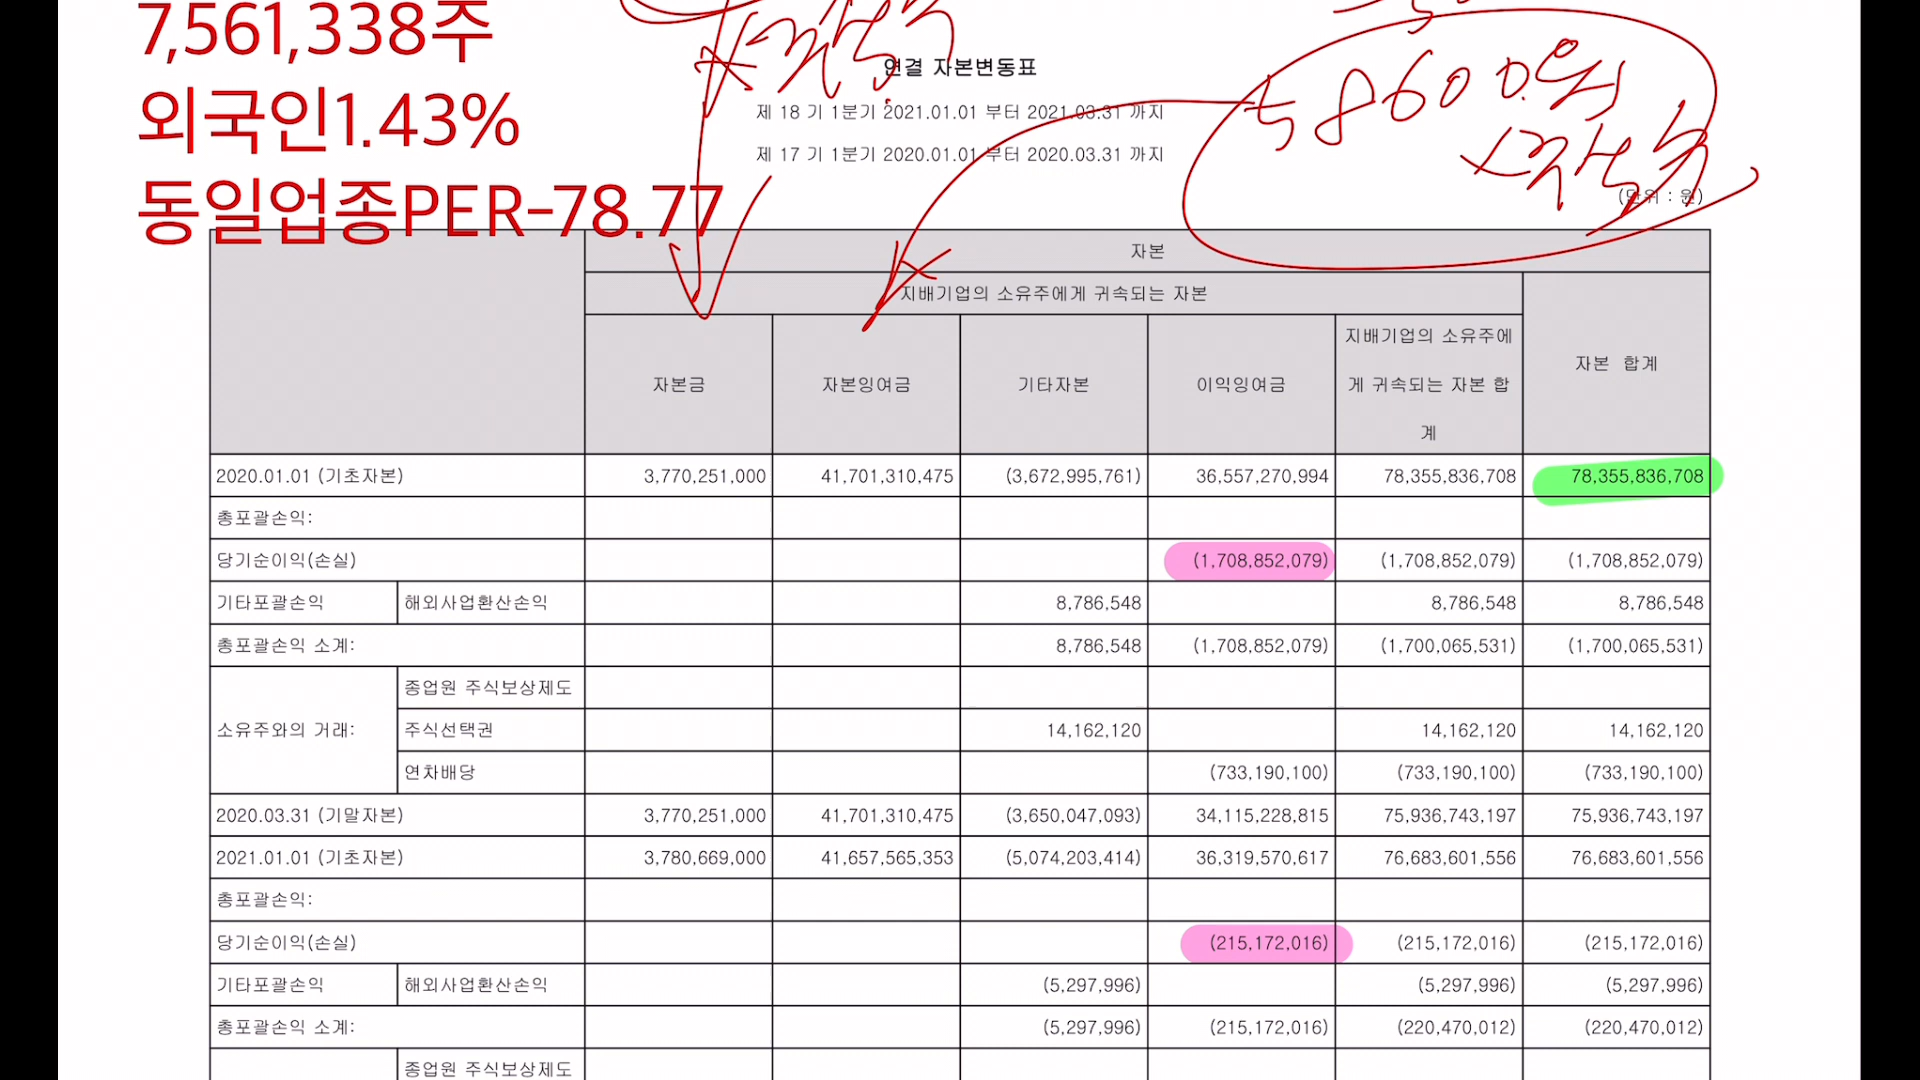 7,561,338주
외국인1.43%
동일업종PER-78.77
연결 자본변동표
제 18 기 1분기 2021.01.01 부터 2021.03.31 까지
제 17 기 1분기 2020.01.01 부터 2020.03.31 까지
58600.
(단위 : 원)
자본
지배기업의 소유주에게 귀속되는 자본
자본금 자본잉여금 기타자본 이익잉여금 지배기업의 소유주에
게 귀속되는 자본 합
계 자본 합계
2020.01.01 (기초자본) 3,770,251,000 41,701,310,475 (3,672,995,761) 36,557,270,994 78,355,836,708 78,355,836,708
총포괄손익:
당기순이익(손실) (1,708,852,079) (1,708,852,079) (1,708,852,079)
기타포괄손익 해외사업환산손익 8,786,548 8,786,548 8,786,548
총포괄손익 소계: 8,786,548 (1,708,852,079) (1,700,065,531) (1,700,065,531)
종업원 주식보상제도
소유주와의 거래: 주식선택권 14,162,120 14,162,120 14,162,120
연차배당 (733,190,100) (733,190,100) (733,190,100)
2020.03.31 (기말자본) 3,770,251,000 41,701,310,475 (3,650,047,093) 34,115,228,815 75,936,743,197 75,936,743,197
2021.01.01 (기초자본) 3,780,669,000 41,657,565,353 (5,074,203,414) 36,319,570,617 76,683,601,556 76,683,601,556
총포괄손익:
당기순이익(손실) (215,172,016) (215,172,016) (215,172,016)
기타포괄손익 해외사업환산손익 (5,297,996) (5,297,996) (5,297,996)
총포괄손익 소계: (5,297,996) (215,172,016) (220,470,012) (220,470,012)
종업원 주식보상제도